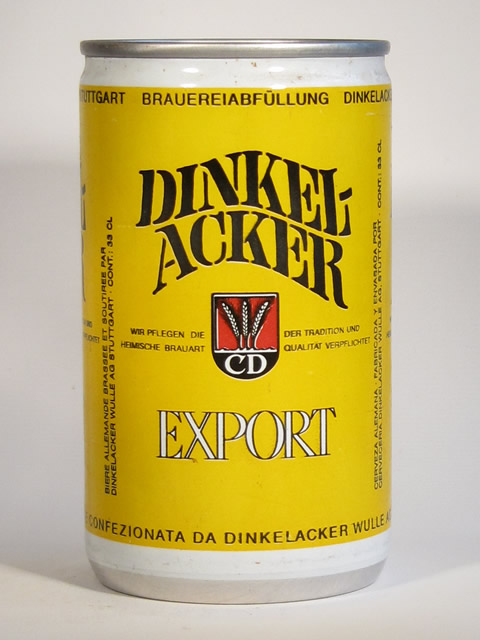 STUTTGART BRAUEREIABFÜLLUNG DINKELACK
DINKEL-
ACKER
WIR PFLEGEN DIE DER TRADITION UND
HEIMISCHE BRAUART QUALITÄT VERPFLICHTET
CD
EXPORT
BIERE ALLEMANDE BRASSEE ET SOUTIREE PAR
DINKELACKER WULLE AG STUTTGART · CONT.: 33 CL
CERVEZA ALEMANA · FABRICADA Y ENVASADA POR
CERVECERIA DINKELACKER WULLE AG. STUTTGART · CONT.: 33 CL
CONFEZIONATA DA DINKELACKER WULLE A